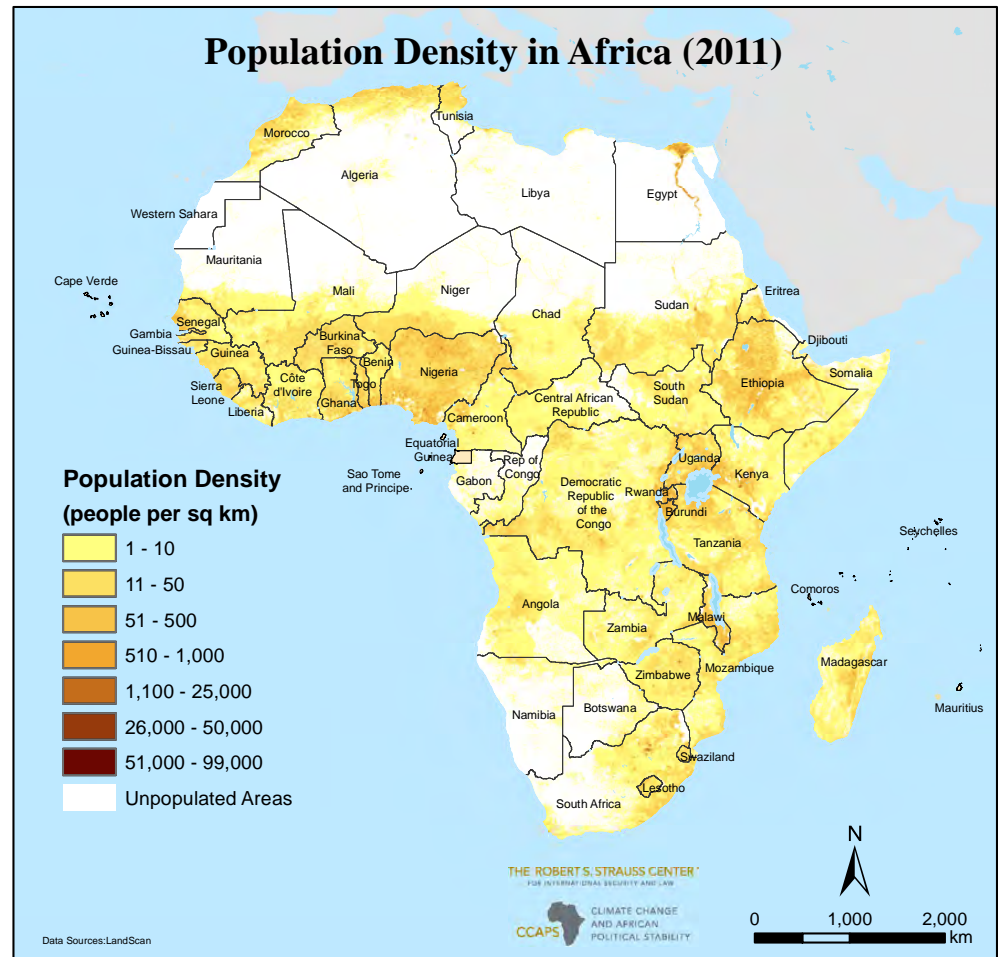 Population Density in Africa (2011)
Tunisia
Morocco
Algeria
Libya
Egypt
Western Sahara
Mauritania
Cape Verde
Mali
Niger
Chad
Sudan
Eritrea
Senegal
Gambia
Guinea-Bissau
Guinea
Burkina
Faso
Benin
Nigeria
Djibouti
Somalia
Ethiopia
Sierra
Leone
Liberia
Côte
d'Ivoire
Togo
Ghana
Cameroon
Central African
Republic
South
Sudan
Equatorial
Guinea
Sao Tome
and Principe
Gabon
Rep of
Congo
Democratic
Republic
of the
Congo
Uganda
Kenya
Rwanda
Burundi
Tanzania
Seychelles
Comoros
Angola
Zambia
Malawi
Mozambique
Zimbabwe
Madagascar
Mauritius
Namibia
Botswana
Swaziland
Lesotho
South Africa
Population Density
(people per sq km)
1 - 10
11 - 50
51 - 500
510 - 1,000
1,100 - 25,000
26,000 - 50,000
51,000 - 99,000
Unpopulated Areas
N
0 1,000 2,000
km
THE ROBERT S. STRAUSS CENTER
FOR INTERNATIONAL SECURITY AND LAW
CCAPS
CLIMATE CHANGE
AND AFRICAN
POLITICAL STABILITY
Data Sources:LandScan